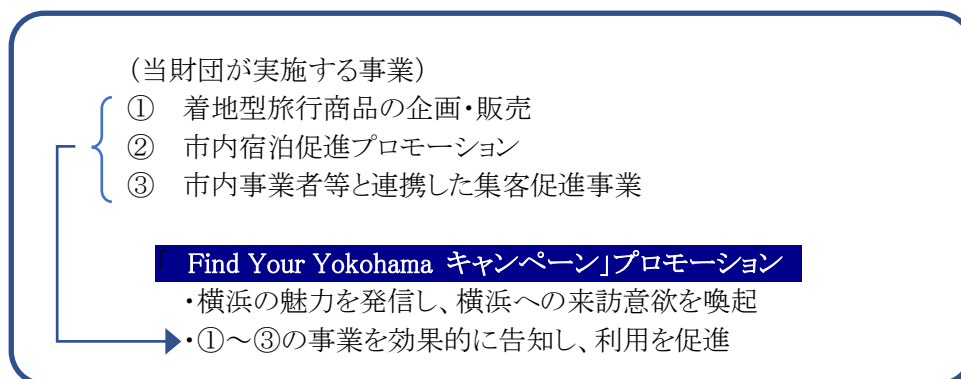 （当財団が実施する事業）
①　着地型旅行商品の企画・販売
②　市内宿泊促進プロモーション
③　市内事業者等と連携した集客促進事業
「 Find Your Yokohama キャンペーン」プロモーション
・横浜の魅力を発信し、横浜への来訪意欲を喚起
・①～③の事業を効果的に告知し、利用を促進